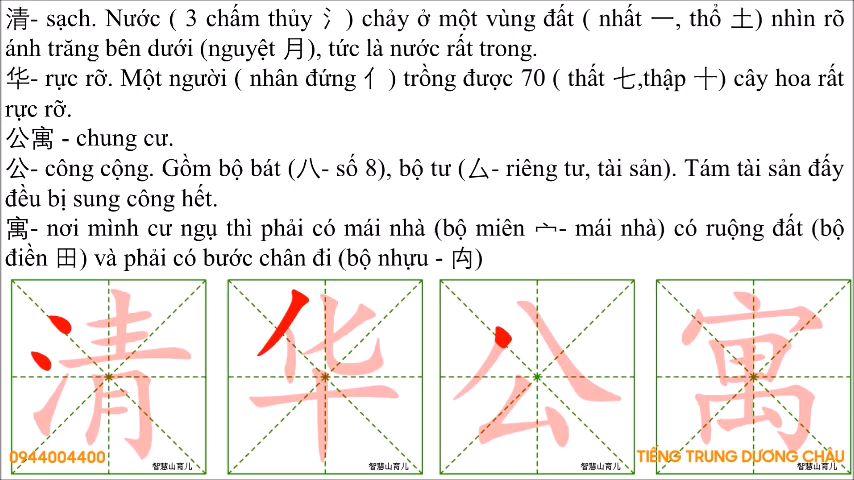 清- sạch. Nước ( 3 chấm thủy 氵) chảy ở một vùng đất ( nhất 一, thổ 土) nhìn rõ
ánh trăng bên dưới (nguyệt 月), tức là nước rất trong.
华- rực rỡ. Một người ( nhân đứng 亻) trồng được 70 ( thất 七,thập 十) cây hoa rất
rực rỡ.
公寓 - chung cư.
公- công cộng. Gồm bộ bát (八- số 8), bộ tư (厶- riêng tư, tài sản). Tám tài sản đấy
đều bị sung công hết.
寓- nơi mình cư ngụ thì phải có mái nhà (bộ miên 宀- mái nhà) có ruộng đất (bộ
điền 田) và phải có bước chân đi (bộ nhựu - 禸)
清 华 公 寓
0944004400 TIẾNG TRUNG DƯƠNG CHÂU
智慧山育儿 智慧山育儿 智慧山育儿 智慧山育儿